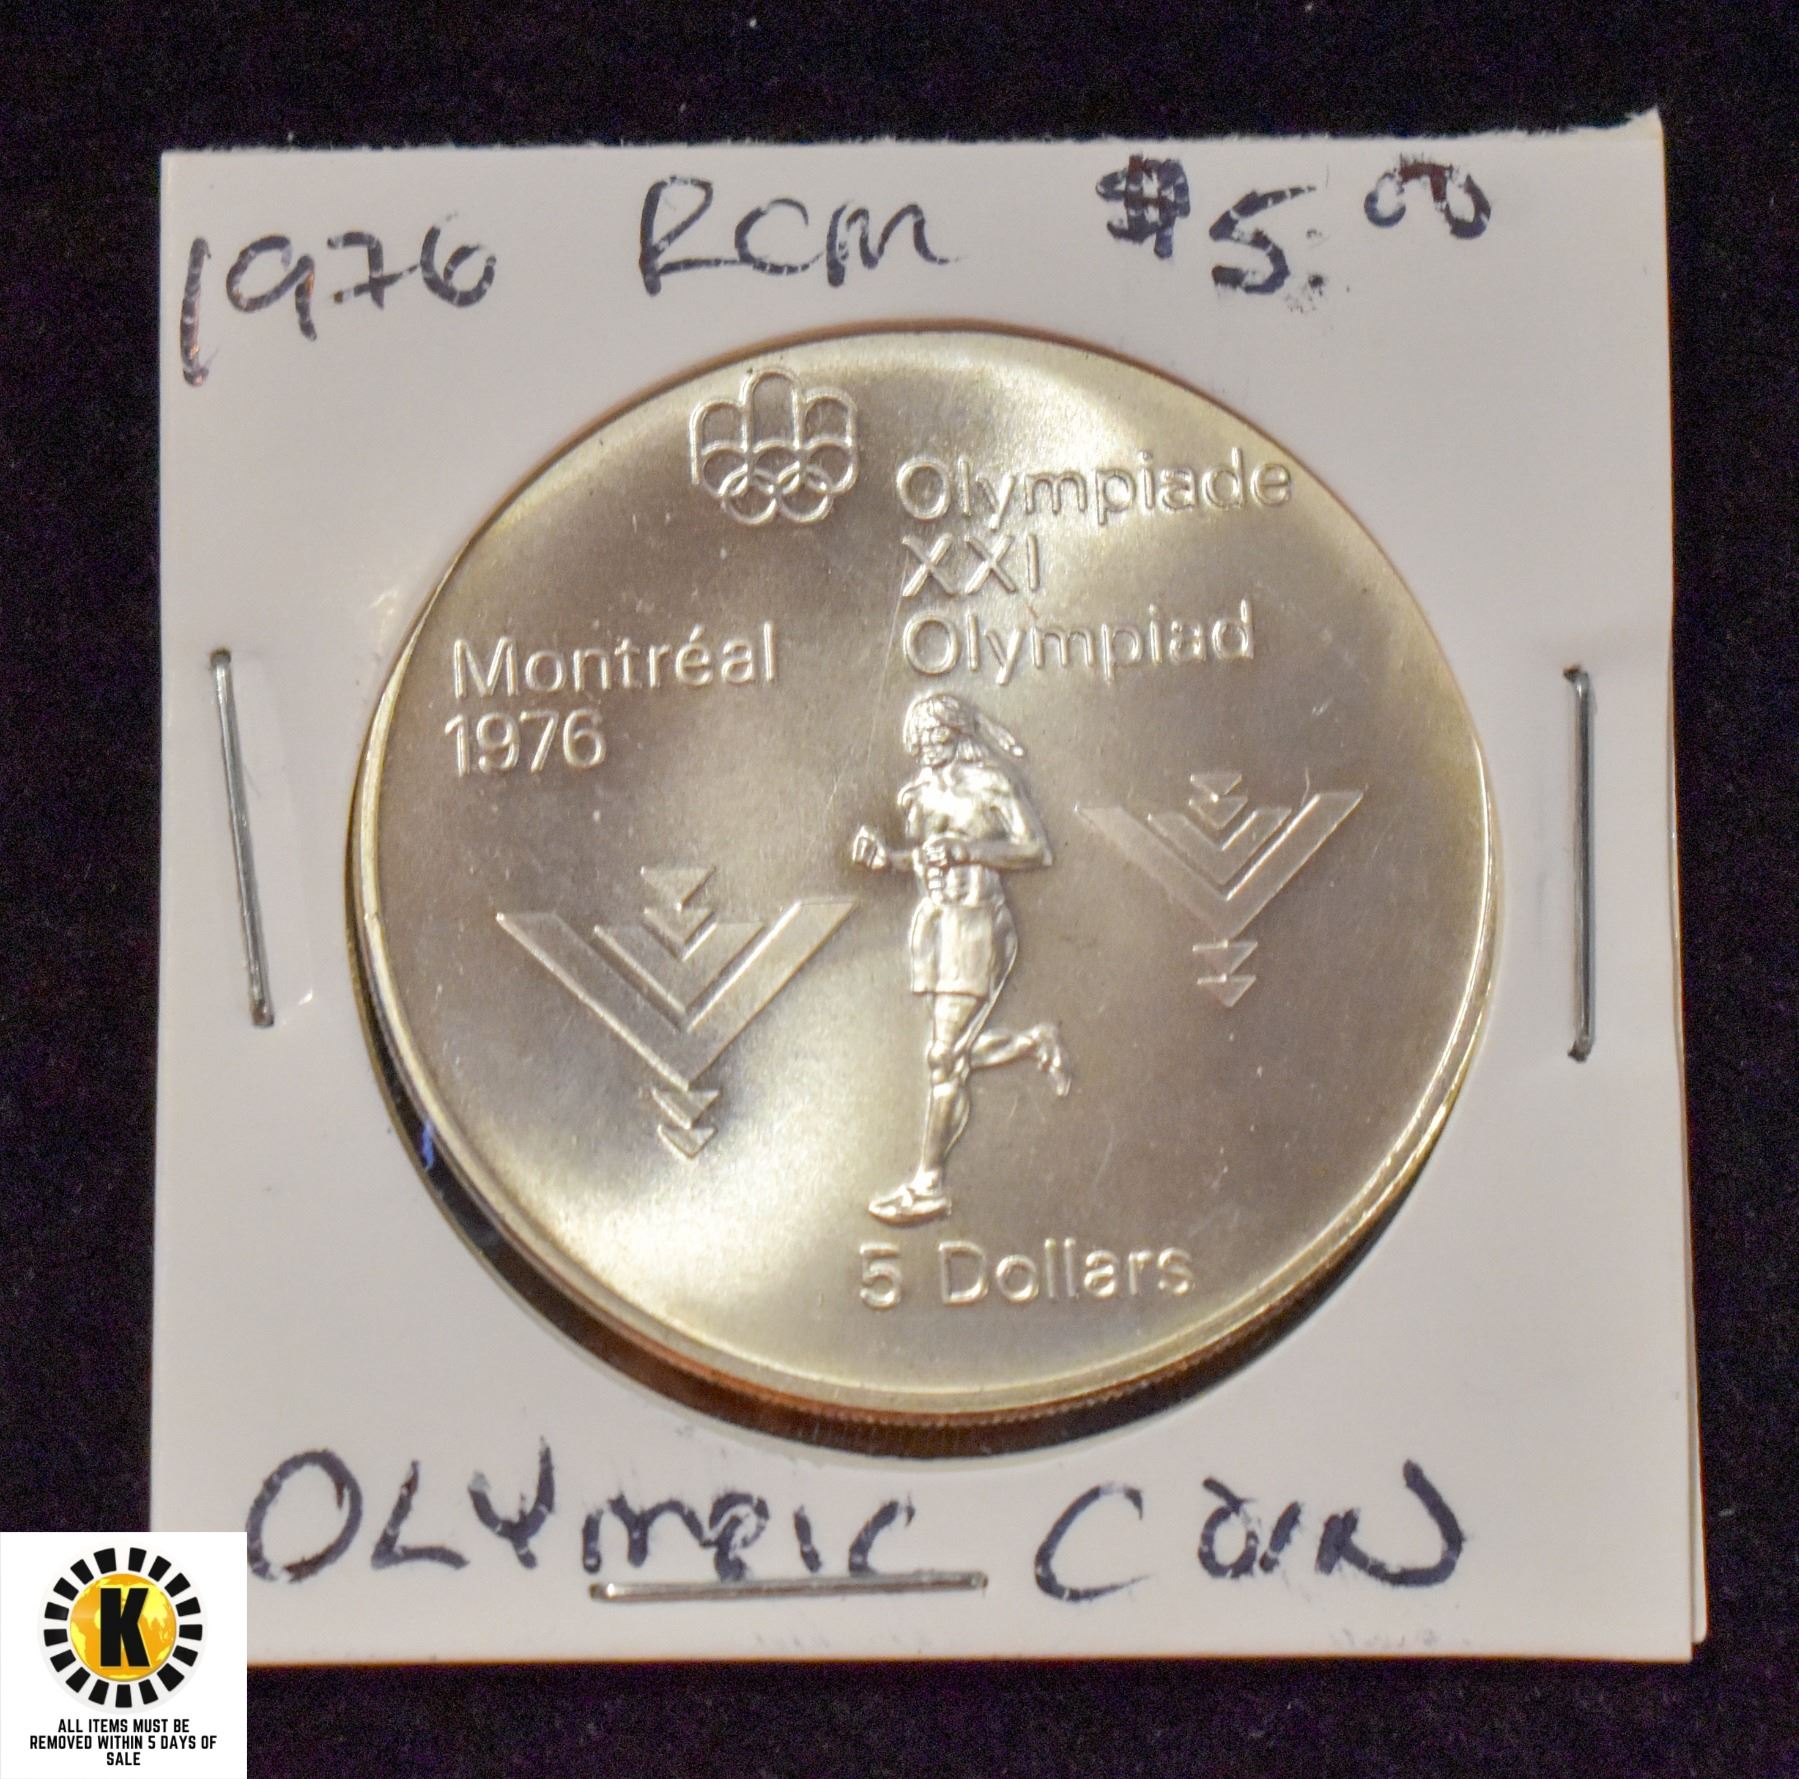 1976 RCM $5.00
Olympiade
XXI
Olympiad
Montréal
1976
5 Dollars
OLYMPIC COIN
K
ALL ITEMS MUST BE
REMOVED WITHIN 5 DAYS OF
SALE